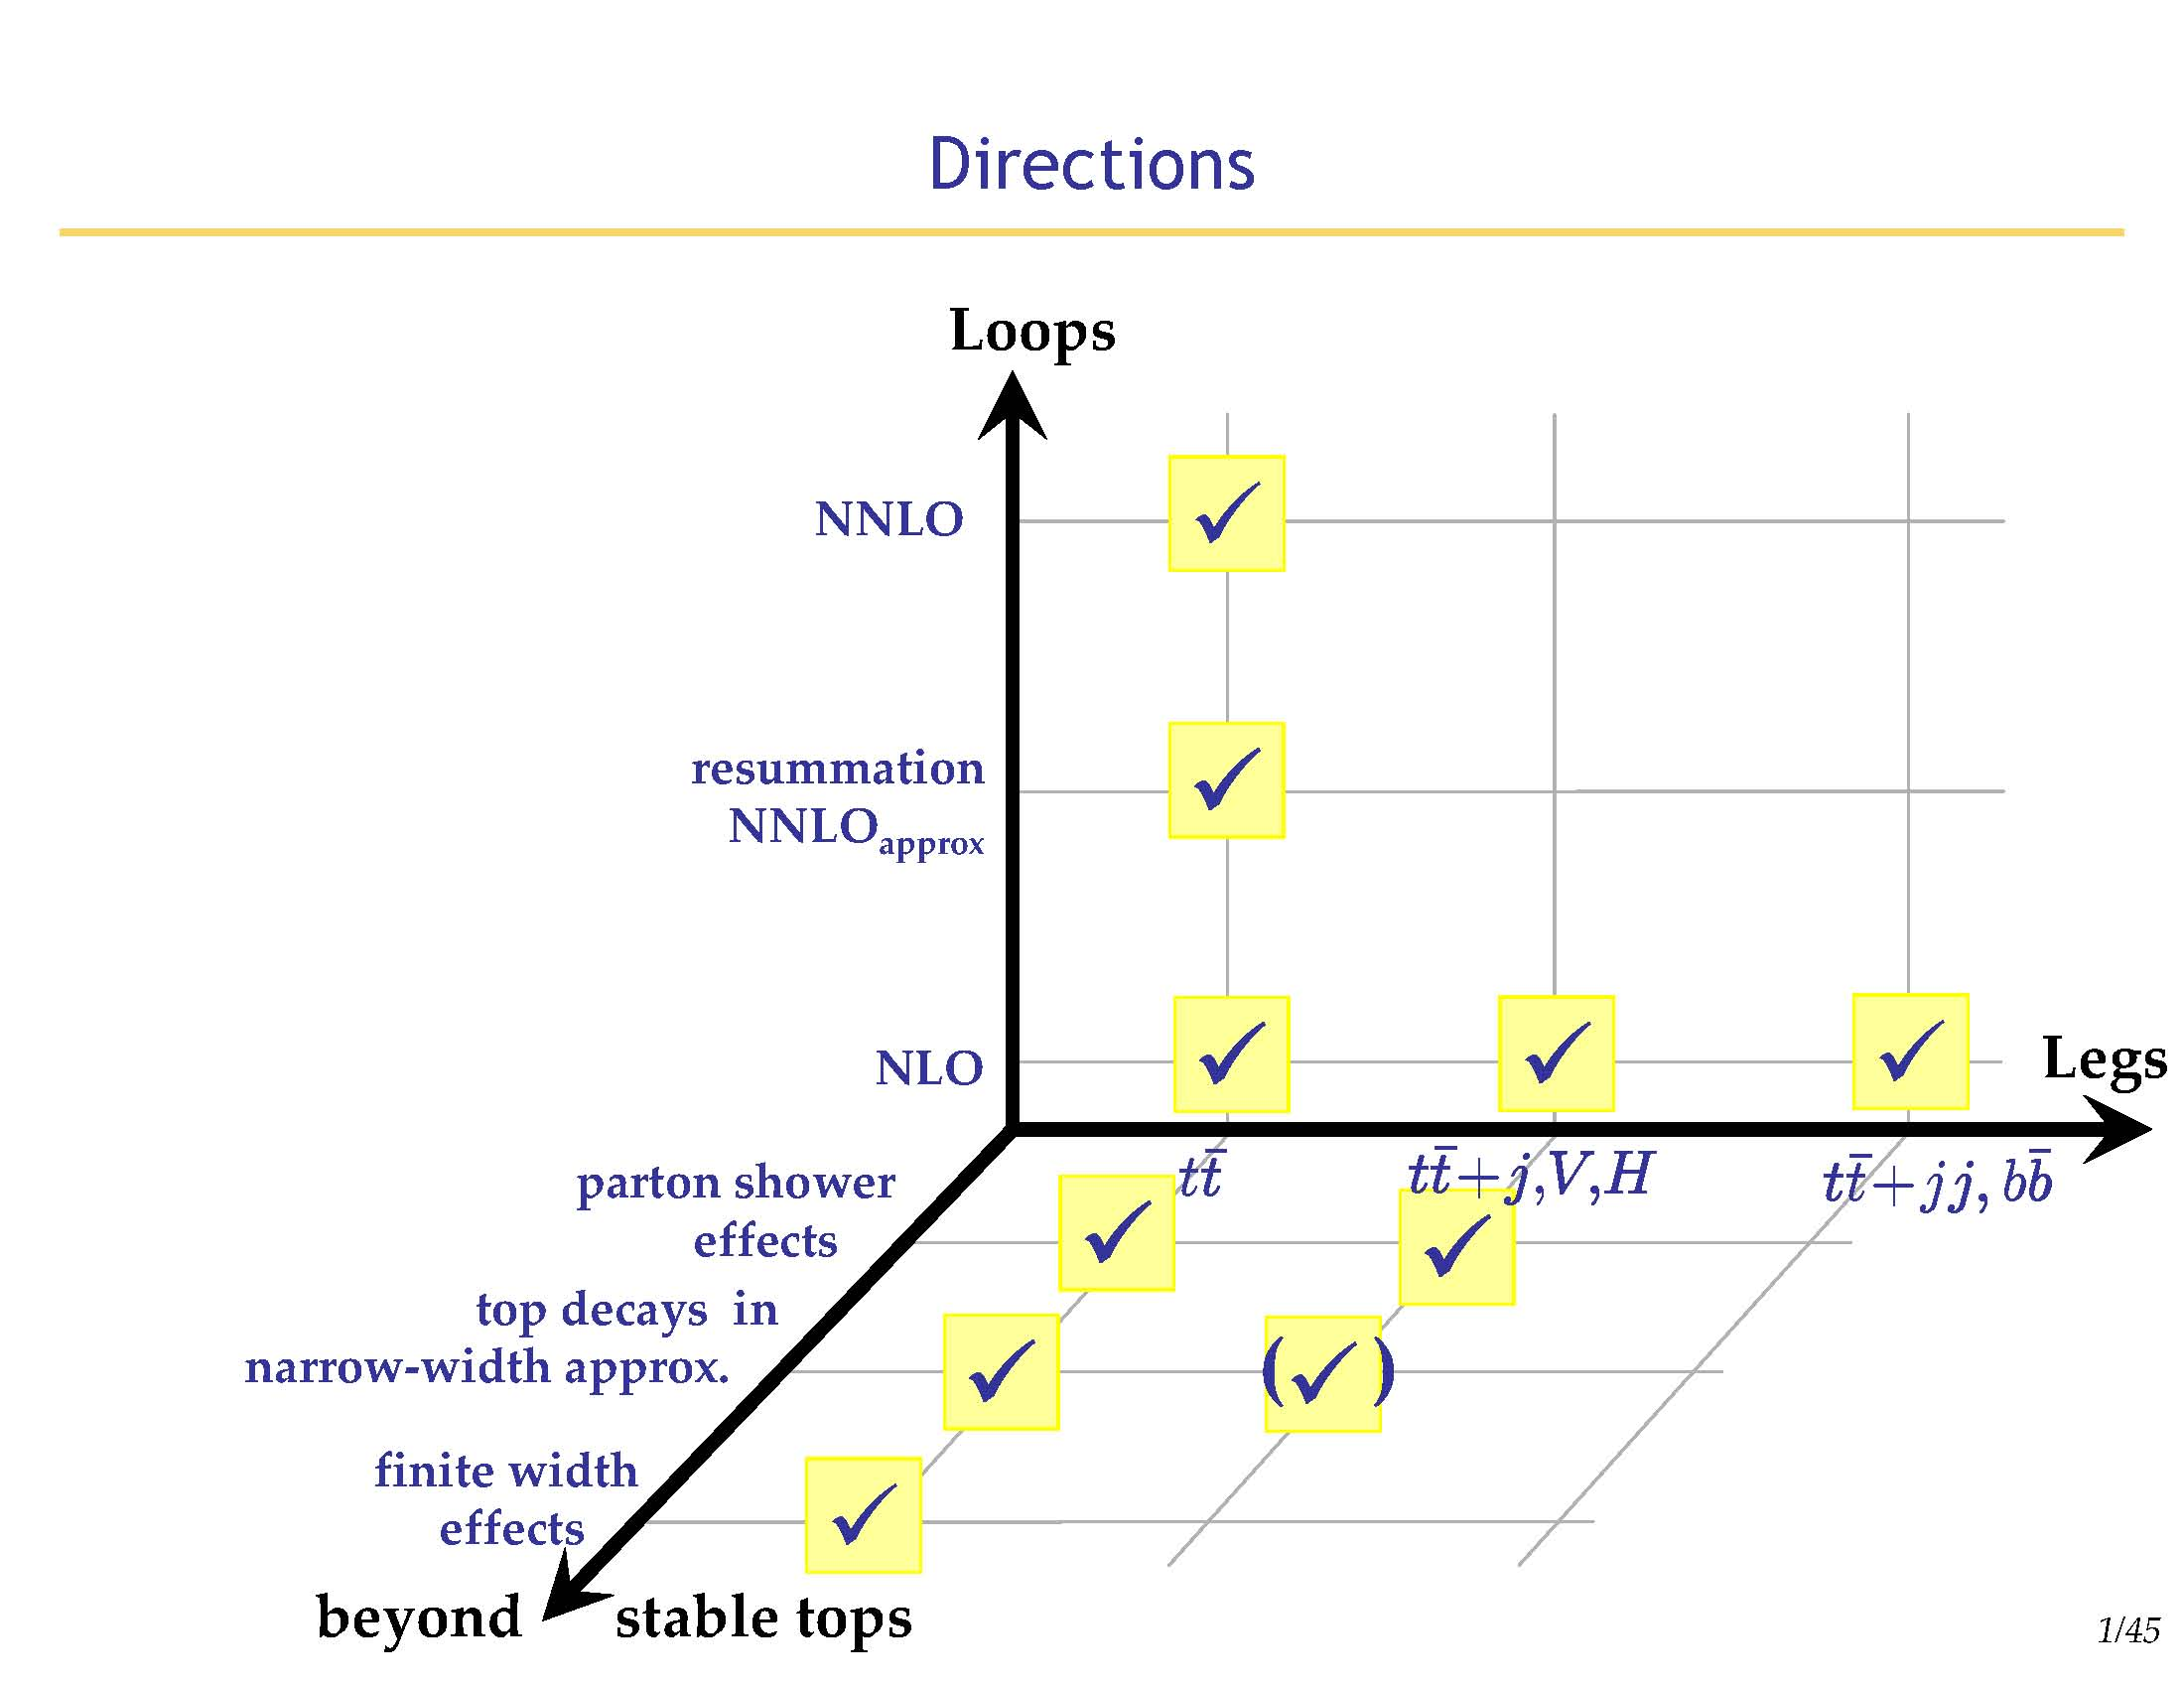 Directions
Loops
NNLO
✓
resummation
NNLO_approx
✓
NLO
✓ ✓ ✓
Legs
tt̄
tt̄+j,V,H
tt̄+jj, bb̄
parton shower
effects
✓ ✓
top decays in
narrow-width approx.
✓ (✓)
finite width
effects
✓
beyond stable tops
1/45